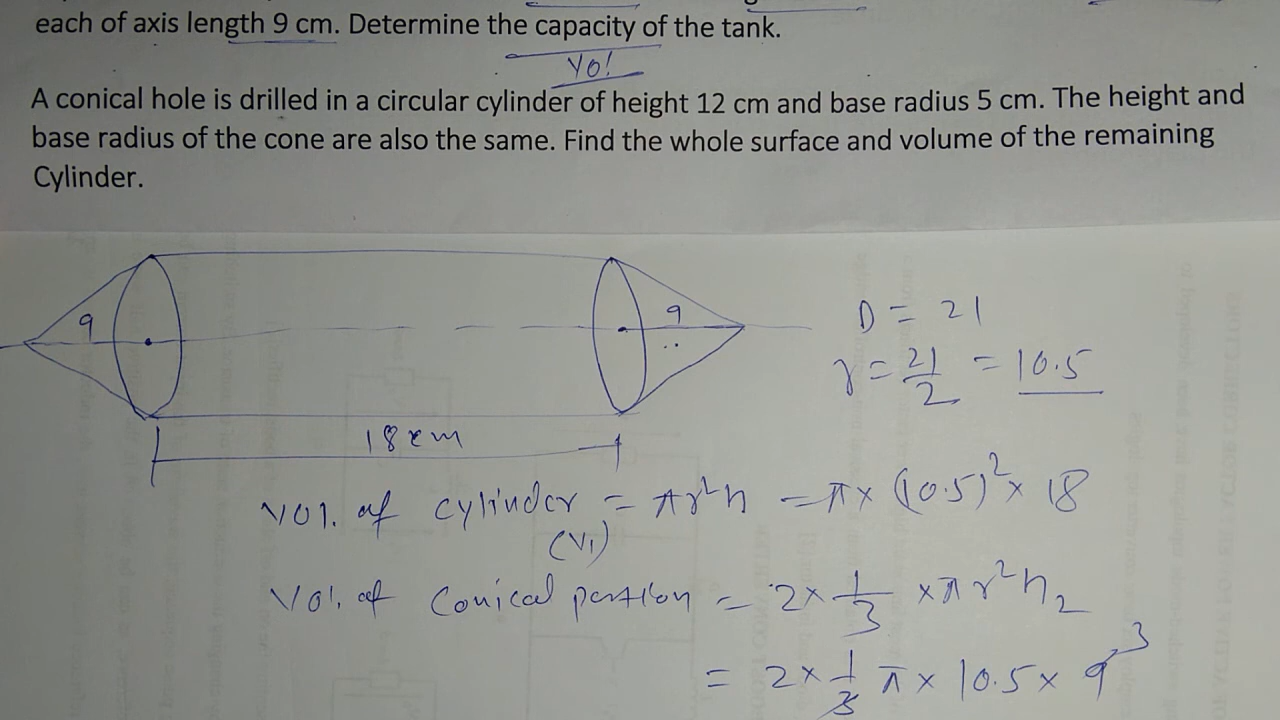 each of axis length 9 cm. Determine the capacity of the tank.
Vol
A conical hole is drilled in a circular cylinder of height 12 cm and base radius 5 cm. The height and
base radius of the cone are also the same. Find the whole surface and volume of the remaining
Cylinder.
9
9
18 cm
D = 21
r = 21/2 = 10.5
Vol. of cylinder = πr²h = π× (10.5)² × 18
(V₁)
Vol. of Conical portion = 2 × 1/3 × πr²h₂
= 2 × 1/3 π × 10.5 × 9 3